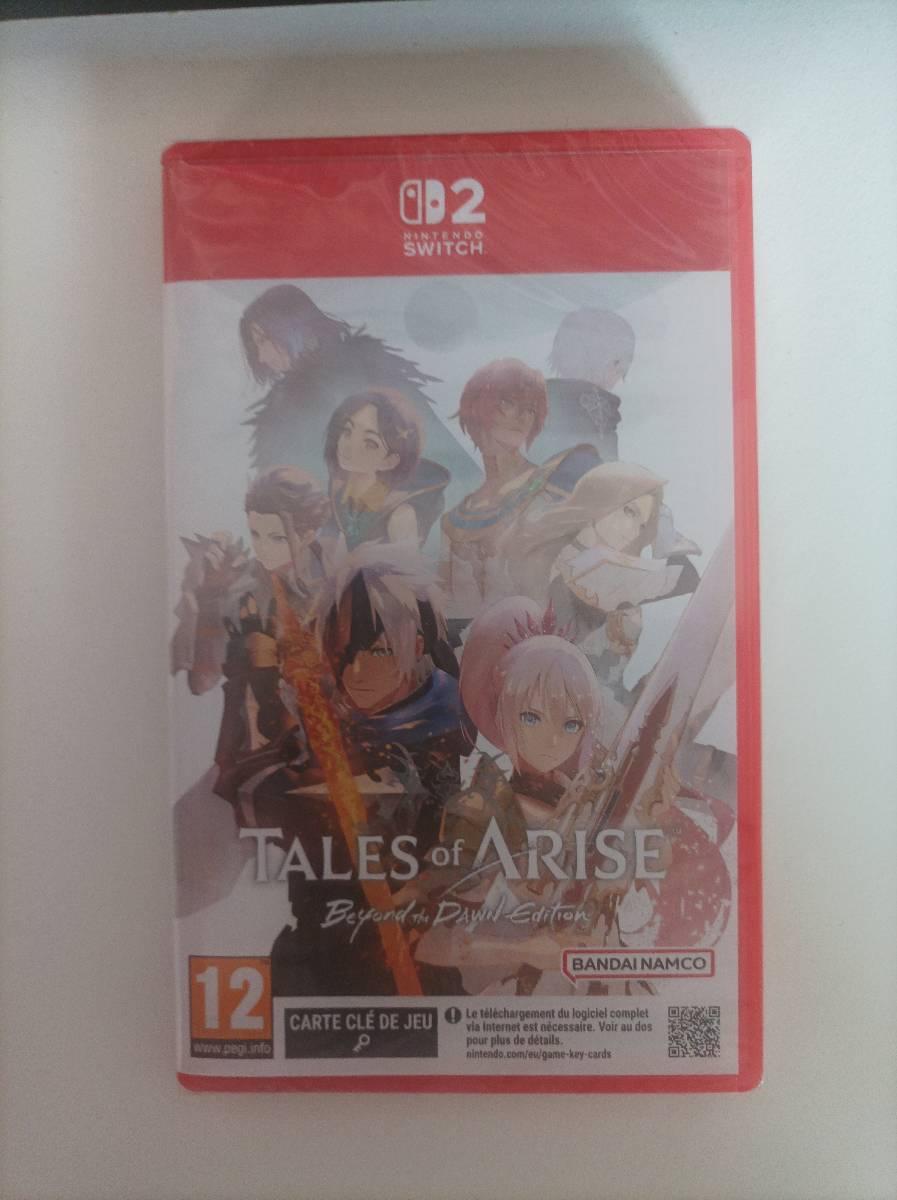 2
NINTENDO
SWITCH
TALES of ARISE™
Beyond the DAWN Edition
BANDAI NAMCO
12
www.pegi.info
CARTE CLÉ DE JEU
! Le téléchargement du logiciel complet
via Internet est nécessaire. Voir au dos
pour plus de détails.
nintendo.com/eu/game-key-cards